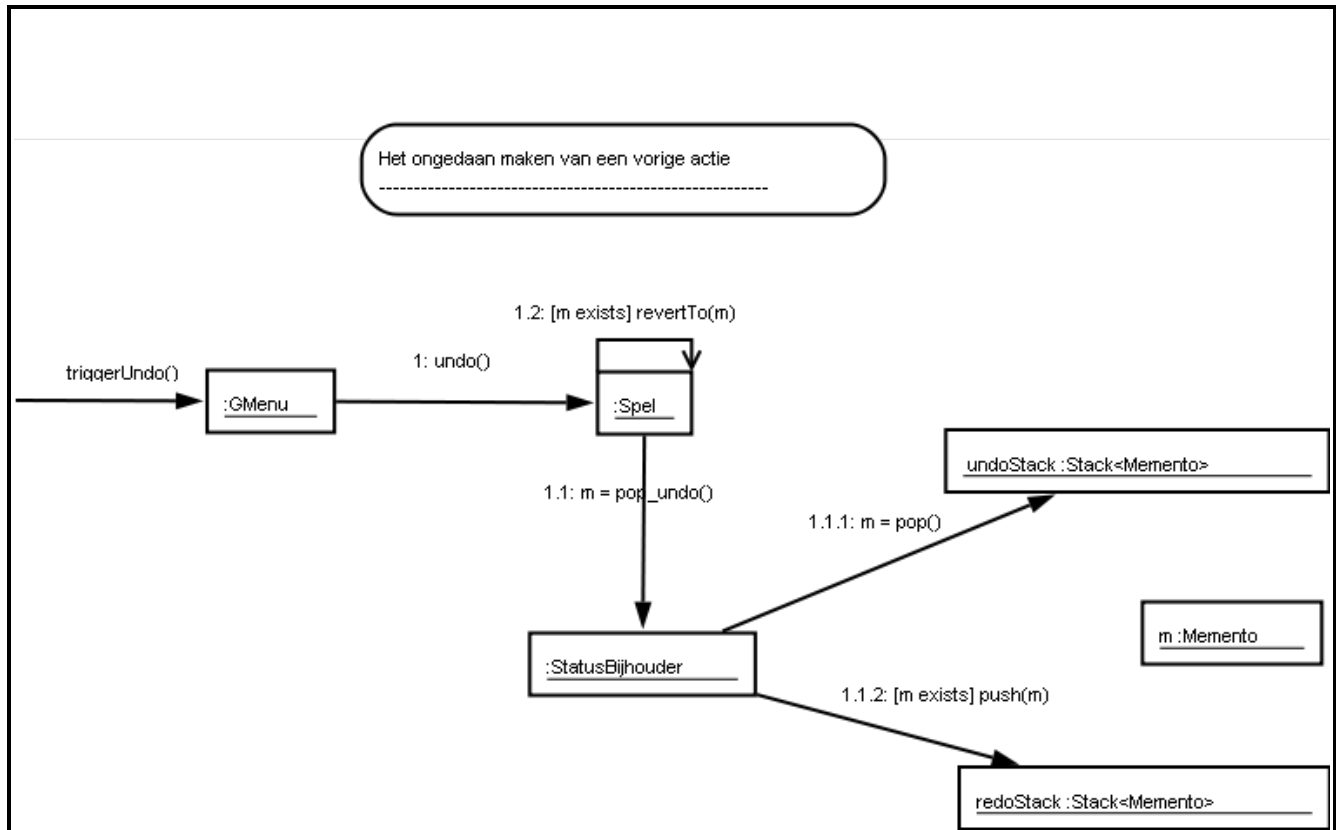 Het ongedaan maken van een vorige actie
--------------------------------------------------------
1.2: [m exists] revertTo(m)
triggerUndo()
1: undo()
:GMenu
:Spel
undoStack :Stack<Memento>
1.1: m = pop_undo()
1.1.1: m = pop()
m :Memento
:StatusBijhouder
1.1.2: [m exists] push(m)
redoStack :Stack<Memento>